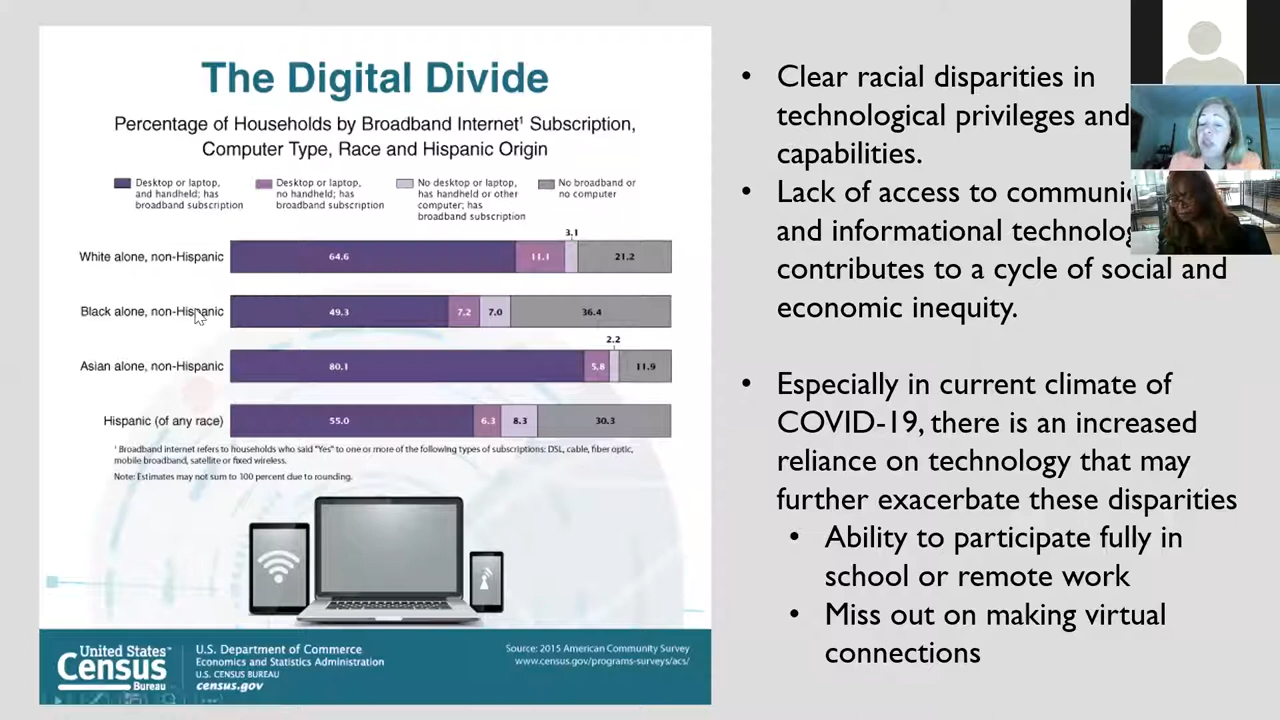 The Digital Divide
Percentage of Households by Broadband Internet¹ Subscription,
Computer Type, Race and Hispanic Origin
Desktop or laptop,
and handheld; has
broadband subscription
Desktop or laptop,
no handheld; has
broadband subscription
No desktop or laptop,
has handheld or other
computer; has
broadband subscription
No broadband or
no computer
White alone, non-Hispanic
64.6
11.1
3.1
21.2
Black alone, non-Hispanic
49.3
7.2
7.0
36.4
Asian alone, non-Hispanic
80.1
5.8
2.2
11.9
Hispanic (of any race)
55.0
6.3
8.3
30.3
¹ Broadband internet refers to households who said "Yes" to one or more of the following types of subscriptions: DSL, cable, fiber optic,
mobile broadband, satellite or fixed wireless.
Note: Estimates may not sum to 100 percent due to rounding.
United States™
Census
Bureau
U.S. Department of Commerce
Economics and Statistics Administration
U.S. CENSUS BUREAU
census.gov
Source: 2015 American Community Survey
www.census.gov/programs-surveys/acs/
• Clear racial disparities in
technological privileges and
capabilities.
• Lack of access to
and informational
contributes to a cycle of social and
economic inequity.
• Especially in current climate of
COVID-19, there is an increased
reliance on technology that may
further exacerbate these disparities
• Ability to participate fully in
school or remote work
• Miss out on making virtual
connections